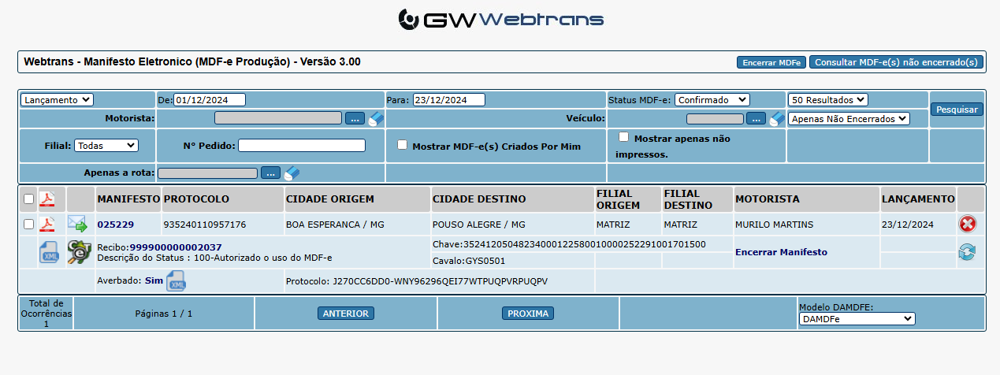 GW Webtrans
Webtrans - Manifesto Eletronico (MDF-e Produção) - Versão 3.00
Encerrar MDFe
Consultar MDF-e(s) não encerrado(s)
Lançamento
De: 01/12/2024
Para: 23/12/2024
Status MDF-e: Confirmado
50 Resultados
Pesquisar
Motorista:
...
Veículo:
...
Apenas Não Encerrados
Filial: Todas
N° Pedido:
Mostrar MDF-e(s) Criados Por Mim
Mostrar apenas não
impressos.
Apenas a rota:
...
MANIFESTO PROTOCOLO CIDADE ORIGEM CIDADE DESTINO FILIAL ORIGEM FILIAL DESTINO MOTORISTA LANÇAMENTO
025229 935240110957176 BOA ESPERANCA / MG POUSO ALEGRE / MG MATRIZ MATRIZ MURILO MARTINS 23/12/2024
XML
Recibo:999900000002037
Descrição do Status : 100-Autorizado o uso do MDF-e
Chave:35241205048234000122580010000252291001701500
Cavalo:GYS0501
Encerrar Manifesto
Averbado: Sim
XML
Protocolo: J270CC6DD0-WNY96296QEI77WTPUQPVRPUQPV
Total de
Ocorrências
1
Páginas 1 / 1
ANTERIOR
PROXIMA
Modelo DAMDFE:
DAMDFe